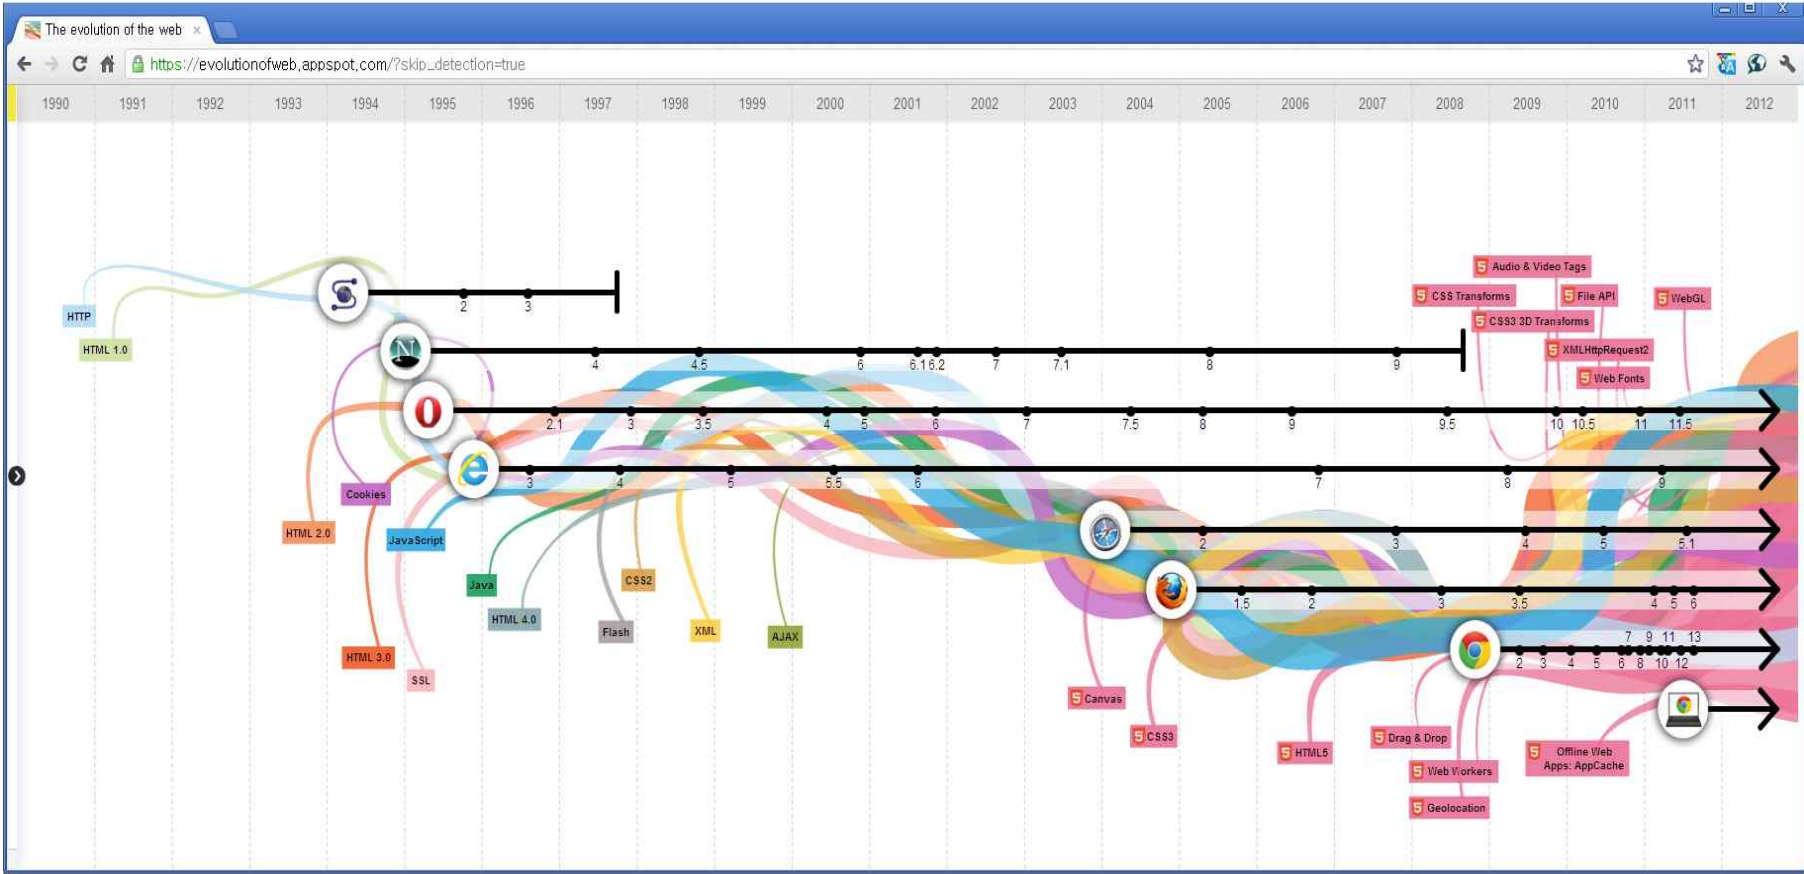 The evolution of the web
https://evolutionofweb.appspot.com/?skip_detection=true
1990 1991 1992 1993 1994 1995 1996 1997 1998 1999 2000 2001 2002 2003 2004 2005 2006 2007 2008 2009 2010 2011 2012
Audio & Video Tags
CSS Transforms
File API
WebGL
HTTP
2 3
CSS3 3D Transforms
HTML 1.0
XMLHttpRequest2
4 4.5 6 6.1 6.2 7 7.1 8 9
Web Fonts
2.1 3 3.5 4 5 6 7 7.5 8 9 9.5 10 10.5 11 11.5
3 4 5 5.5 6 7 8 9
Cookies
HTML 2.0
JavaScript
2 3 4 5 5.1
Java
CSS2
1.5 2 3 3.5 4 5 6
HTML 4.0
Flash
XML
AJAX
7 9 11 13
HTML 3.0
2 3 4 5 6 8 10 12
SSL
Canvas
CSS3
Drag & Drop
HTML5
Offline Web
Apps: AppCache
Web Workers
Geolocation